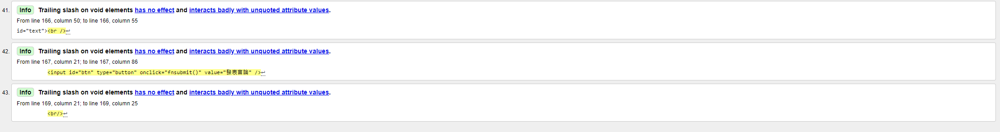 41. Info Trailing slash on void elements has no effect and interacts badly with unquoted attribute values.
From line 166, column 50; to line 166, column 55
id="text"><br />↩
42. Info Trailing slash on void elements has no effect and interacts badly with unquoted attribute values.
From line 167, column 21; to line 167, column 86
<input id="btn" type="button" onclick="fnsubmit()" value="發表言論" />↩
43. Info Trailing slash on void elements has no effect and interacts badly with unquoted attribute values.
From line 169, column 21; to line 169, column 25
<br/>↩